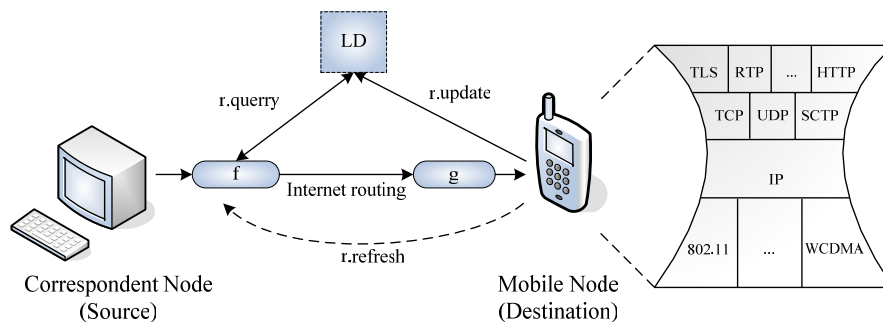 LD
r.querry
r.update
f
Internet routing
g
r.refresh
Correspondent Node
(Source)
Mobile Node
(Destination)
TLS RTP ... HTTP
TCP UDP SCTP
IP
802.11 ... WCDMA